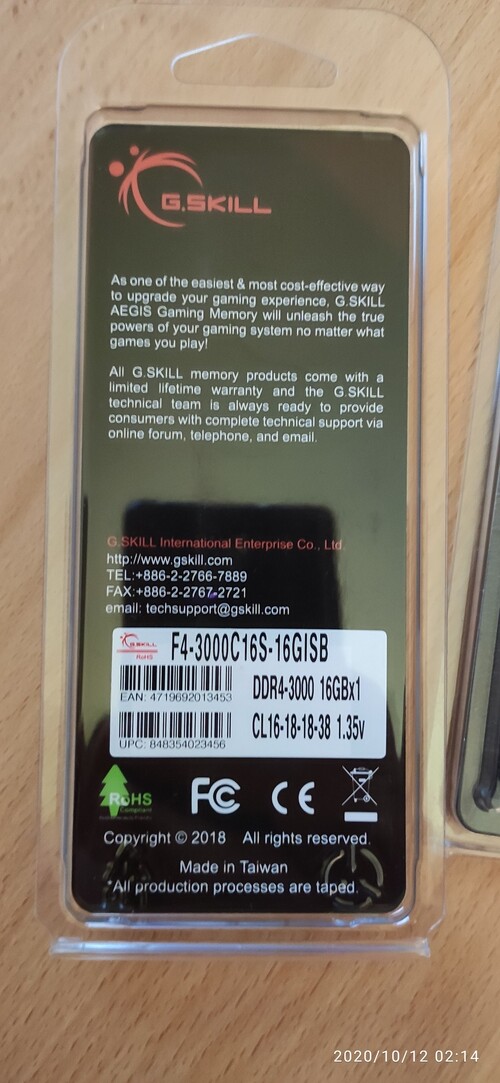 G.SKILL
As one of the easiest & most cost-effective way
to upgrade your gaming experience, G.SKILL
AEGIS Gaming Memory will unleash the true
powers of your gaming system no matter what
games you play!
All G.SKILL memory products come with a
limited lifetime warranty and the G.SKILL
technical team is always ready to provide
consumers with complete technical support via
online forum, telephone, and email.
G.SKILL International Enterprise Co., Ltd.
http://www.gskill.com
TEL:+886-2-2766-7889
FAX:+886-2-2767-2721
email: techsupport@gskill.com
G.SKILL
RoHS
F4-3000C16S-16GISB
EAN: 4719692013453
DDR4-3000 16GBx1
UPC: 848354023456
CL16-18-18-38 1.35v
RoHS
Compliant
FC CE
Copyright © 2018 All rights reserved.
Made in Taiwan
*All production processes are taped.
2020/10/12 02:14